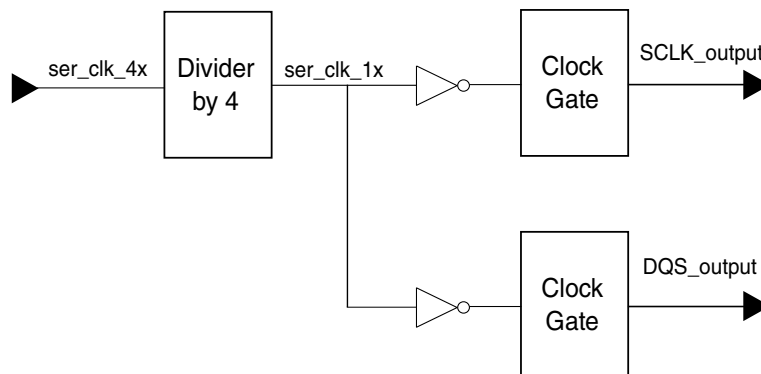 ser_clk_4x
Divider
by 4
ser_clk_1x
Clock
Gate
SCLK_output
Clock
Gate
DQS_output